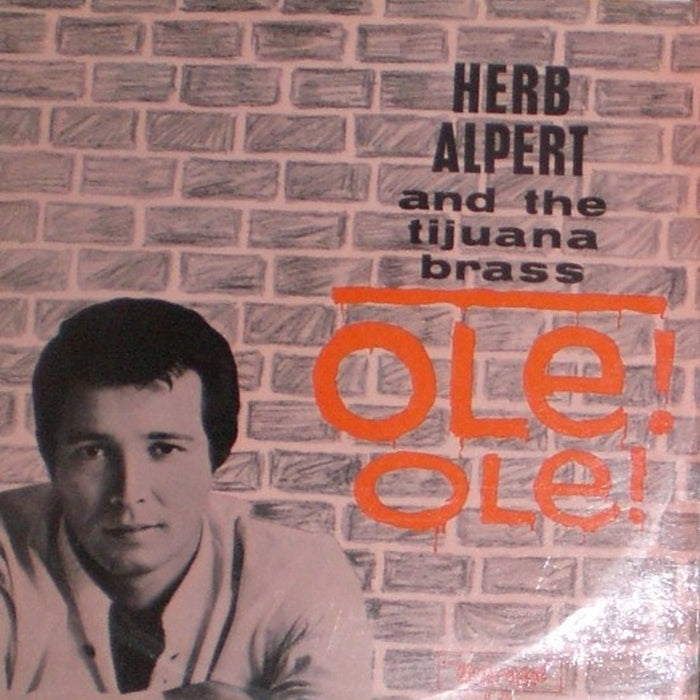 HERB
ALPERT
and the
tijuana
brass
OLe!
OLe!